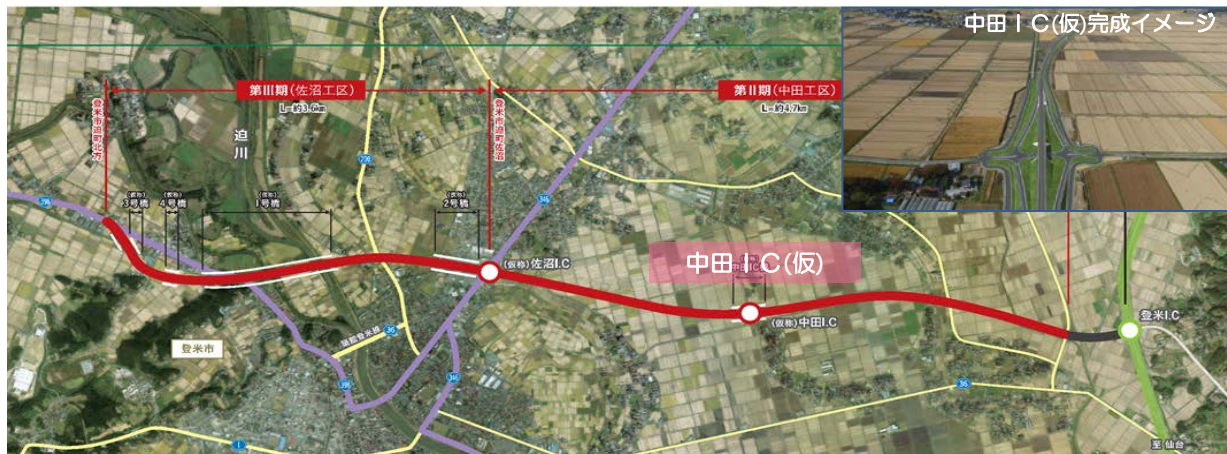 中田IC(仮)完成イメージ
第Ⅲ期(佐沼工区)
L=約3.6km
第Ⅱ期(中田工区)
L=約4.7km
登米市迫町北方
迫川
登米市迫町佐沼
398
(仮称)
3号橋
(仮称)
4号橋
(仮称)
1号橋
(仮称)
2号橋
346
(仮称)佐沼I.C
中田IC(仮)
(仮称)中田I.C
登米I.C
登米市
36
398
346
36
1
至 仙台